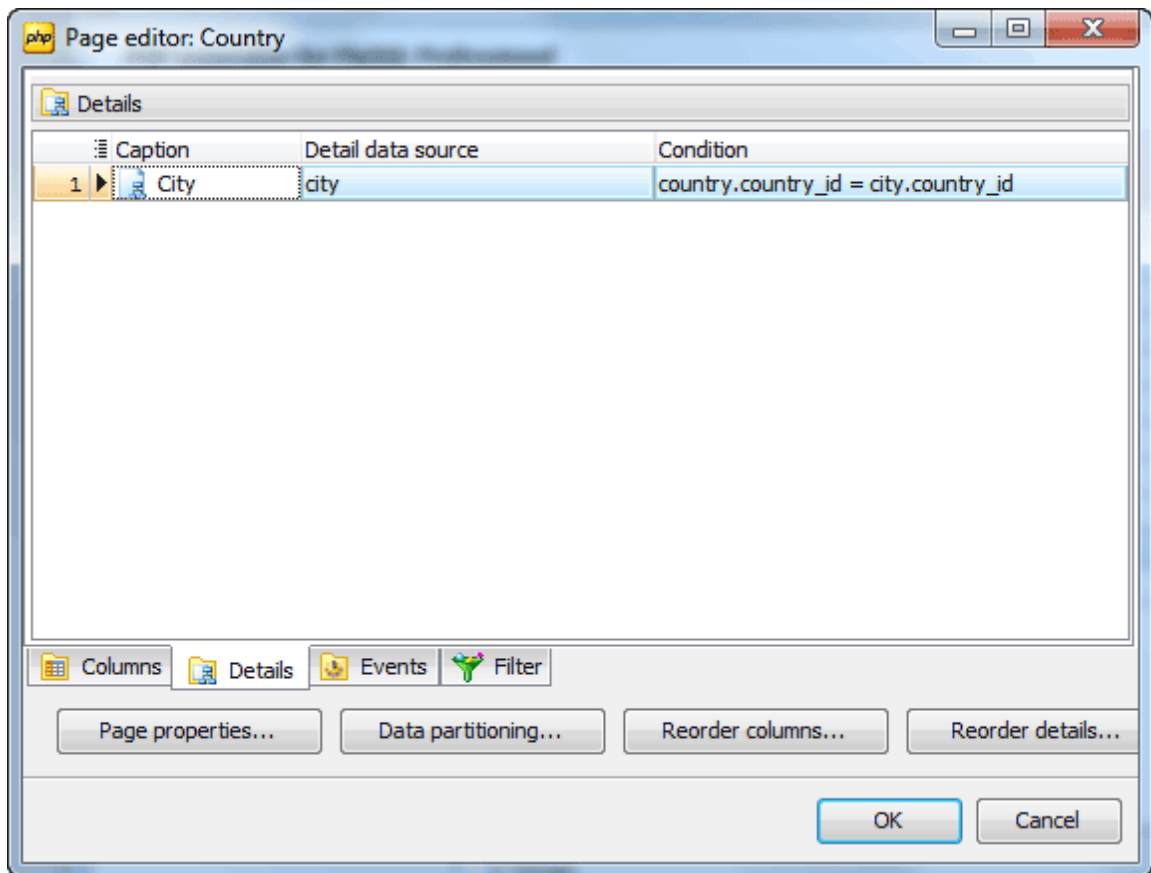 php Page editor: Country
Details
Caption Detail data source Condition
1 City city country.country_id = city.country_id
Columns Details Events Filter
Page properties... Data partitioning... Reorder columns... Reorder details...
OK Cancel